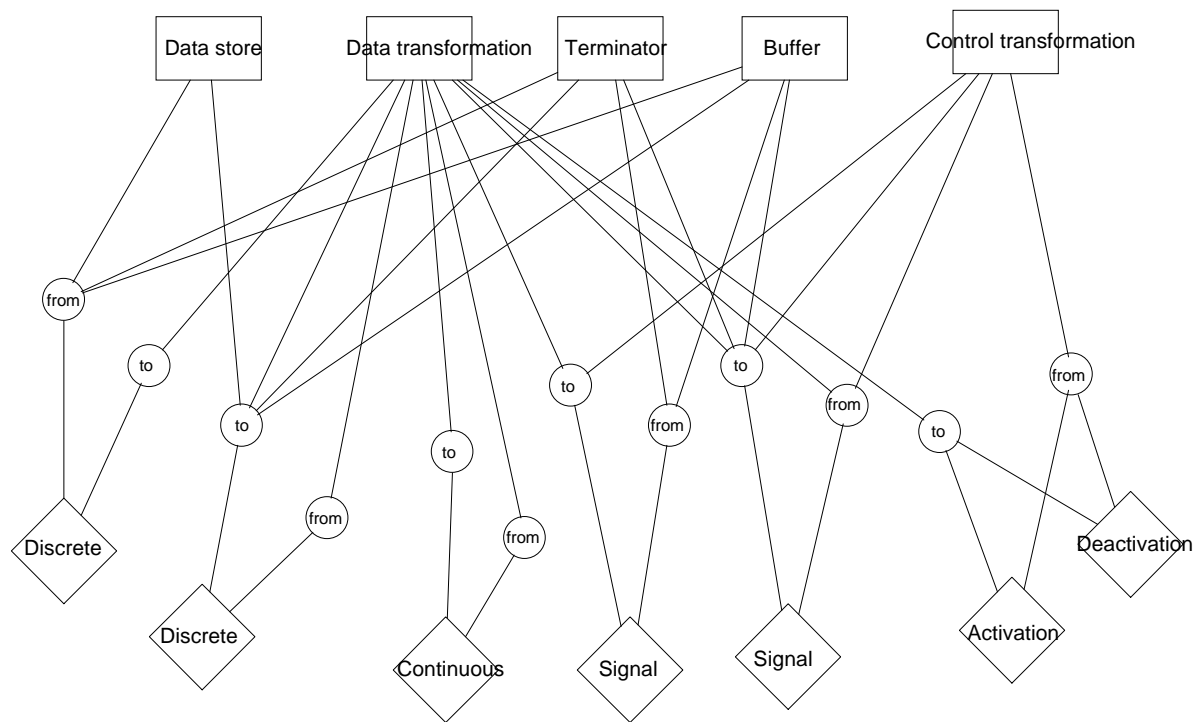 Data store
Data transformation
Terminator
Buffer
Control transformation
from
to
to
from
to
from
to
from
to
from
to
from
Discrete
Discrete
Continuous
Signal
Signal
Activation
Deactivation